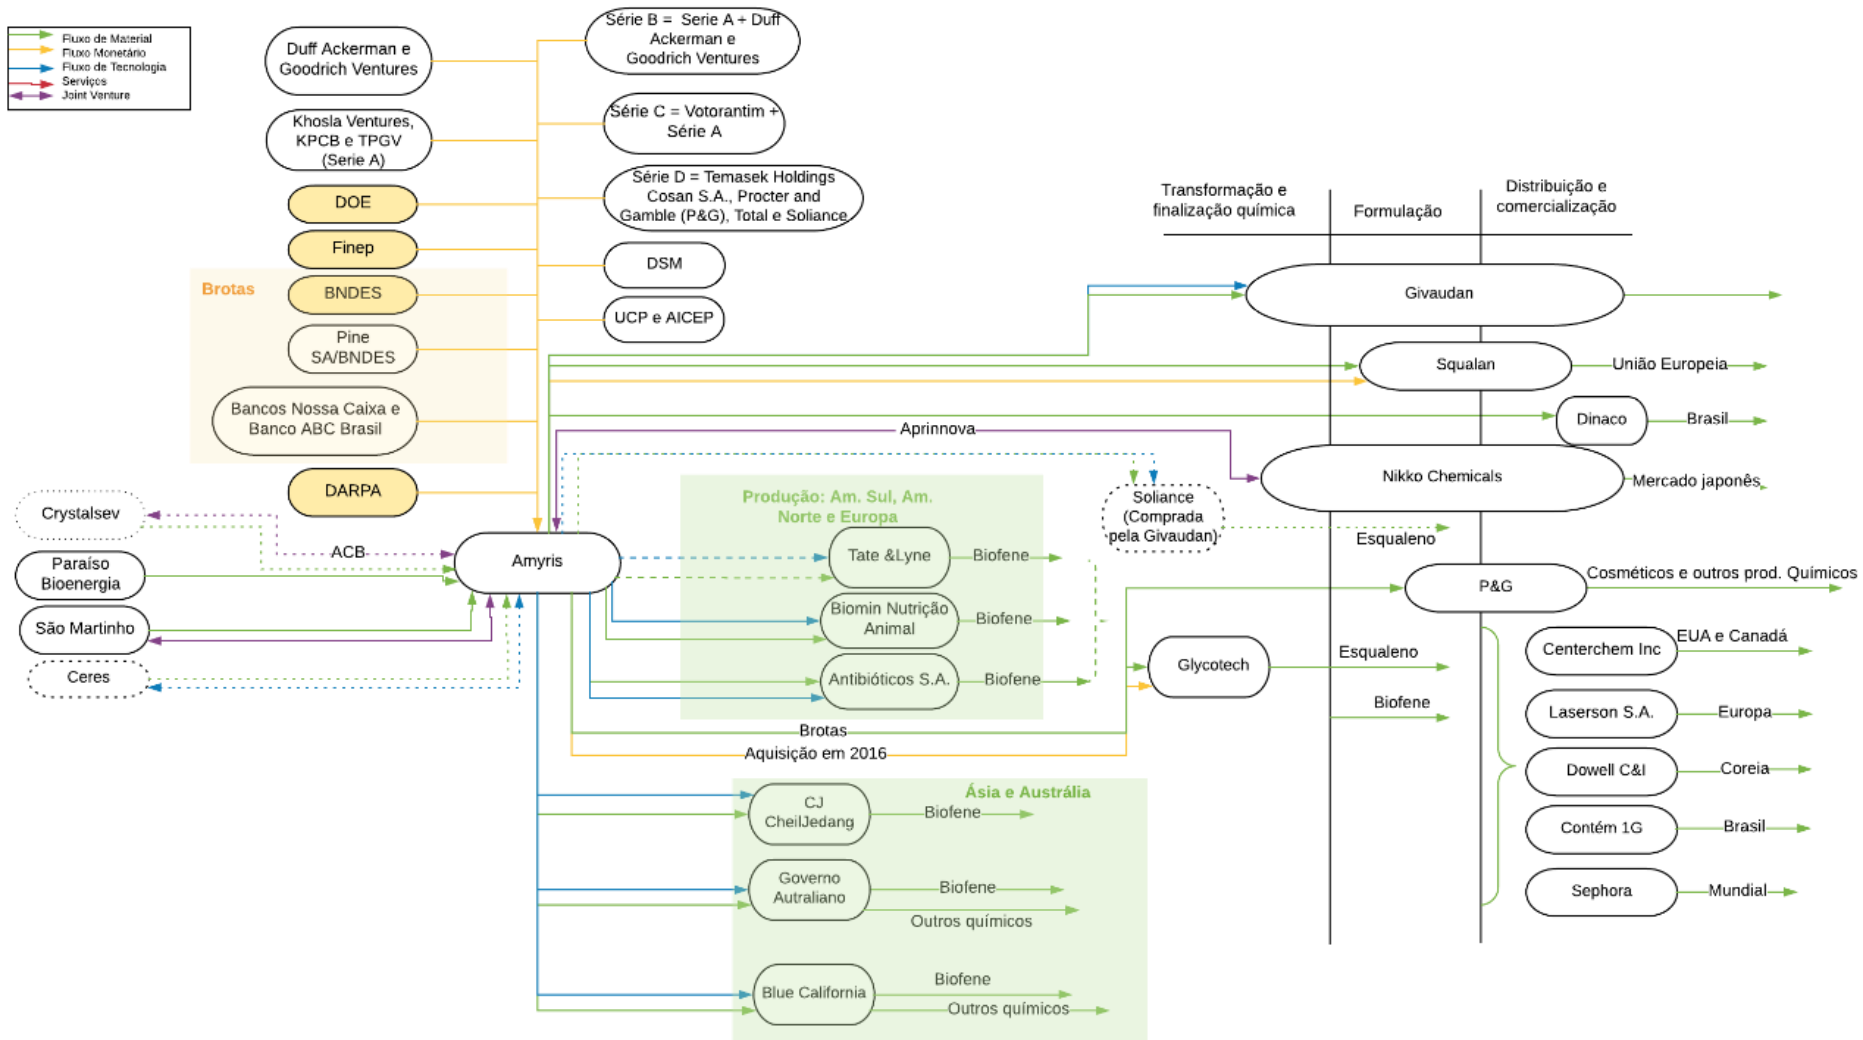 Fluxo de Material
Fluxo Monetário
Fluxo de Tecnologia
Serviços
Joint Venture
Duff Ackerman e
Goodrich Ventures
Khosla Ventures,
KPCB e TPGV
(Serie A)
DOE
Finep
Brotas
BNDES
Pine
SA/BNDES
Bancos Nossa Caixa e
Banco ABC Brasil
DARPA
Série B = Serie A + Duff
Ackerman e
Goodrich Ventures
Série C = Votorantim +
Série A
Série D = Temasek Holdings
Cosan S.A., Procter and
Gamble (P&G), Total e Soliance
DSM
UCP e AICEP
Crystalsev
ACB
Paraíso
Bioenergia
São Martinho
Ceres
Amyris
Aprinnova
Produção: Am. Sul, Am.
Norte e Europa
Tate &Lyne
Biofene
Biomin Nutrição
Animal
Biofene
Antibióticos S.A.
Biofene
Brotas
Aquisição em 2016
Ásia e Austrália
CJ
CheilJedang
Biofene
Governo
Autraliano
Biofene
Outros químicos
Blue California
Biofene
Outros químicos
Transformação e
finalização química
Formulação
Distribuição e
comercialização
Givaudan
Squalan
União Europeia
Dinaco
Brasil
Nikko Chemicals
Mercado japonês
Soliance
(Comprada
pela Givaudan)
Esqualeno
P&G
Cosméticos e outros prod. Químicos
Glycotech
Esqualeno
Biofene
Centerchem Inc
EUA e Canadá
Laserson S.A.
Europa
Dowell C&I
Coreia
Contém 1G
Brasil
Sephora
Mundial